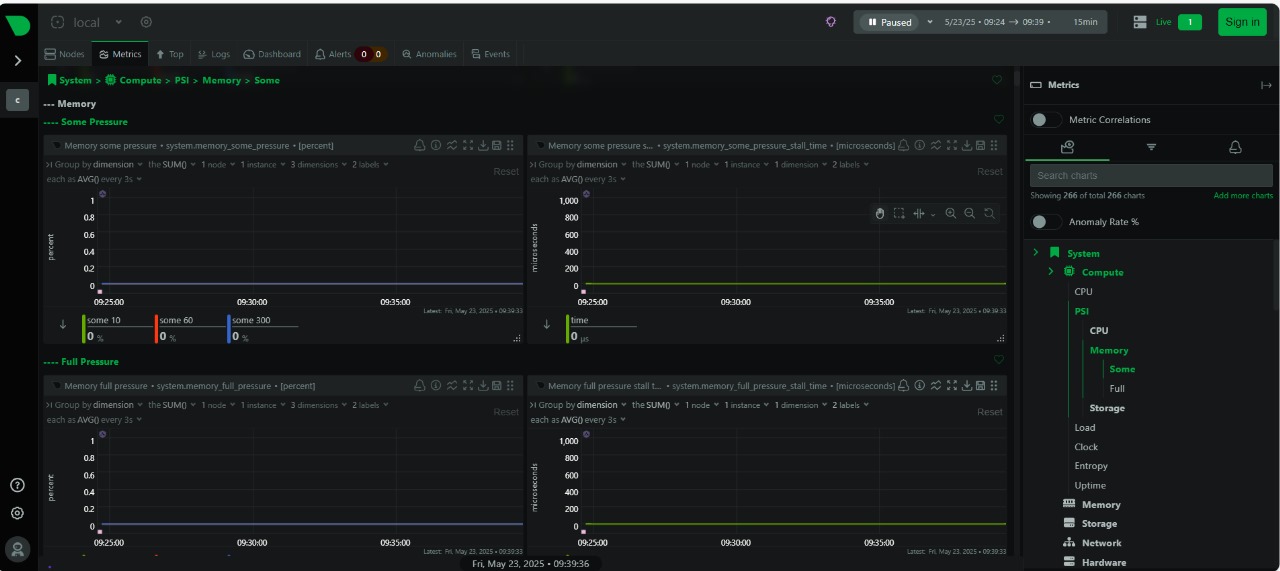 local
Paused 5/23/25 • 09:24 → 09:39 • 15min
Live 1
Sign in
Nodes Metrics Top Logs Dashboard Alerts 0 0 Anomalies Events
c
System > Compute > PSI > Memory > Some
--- Memory
---- Some Pressure
Memory some pressure • system.memory_some_pressure • [percent]
Group by dimension the SUM() 1 node 1 instance 3 dimensions 2 labels
each as AVG() every 3s
Reset
percent
1
0.8
0.6
0.4
0.2
0
09:25:00 09:30:00 09:35:00
Latest: Fri, May 23, 2025 • 09:39:33
some 10 some 60 some 300
0 % 0 % 0 %
Memory some pressure s... • system.memory_some_pressure_stall_time • [microseconds]
Group by dimension the SUM() 1 node 1 instance 1 dimension 2 labels
each as AVG() every 3s
Reset
microseconds
1,000
800
600
400
200
0
09:25:00 09:30:00 09:35:00
Latest: Fri, May 23, 2025 • 09:39:33
time
0 µs
---- Full Pressure
Memory full pressure • system.memory_full_pressure • [percent]
Group by dimension the SUM() 1 node 1 instance 3 dimensions 2 labels
each as AVG() every 3s
Reset
percent
1
0.8
0.6
0.4
0.2
0
09:25:00 09:30:00 09:35:00
Latest: Fri, May 23, 2025 • 09:39:33
Memory full pressure stall t... • system.memory_full_pressure_stall_time • [microseconds]
Group by dimension the SUM() 1 node 1 instance 1 dimension 2 labels
each as AVG() every 3s
Reset
microseconds
1,000
800
600
400
200
0
09:25:00 09:30:00 09:35:00
Latest: Fri, May 23, 2025 • 09:39:33
Fri, May 23, 2025 • 09:39:36
Metrics
Metric Correlations
Search charts
Showing 266 of total 266 charts Add more charts
Anomaly Rate %
System
Compute
CPU
PSI
CPU
Memory
Some
Full
Storage
Load
Clock
Entropy
Uptime
Memory
Storage
Network
Hardware